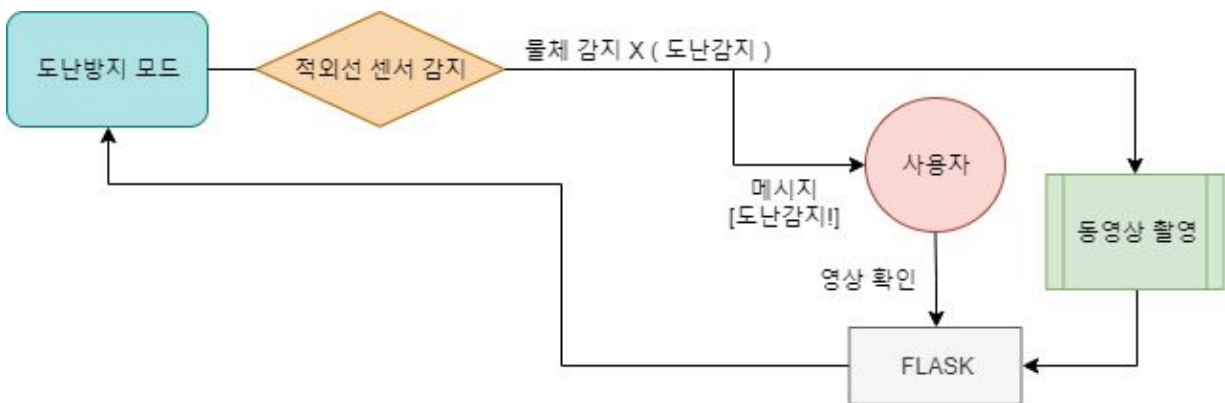 도난방지 모드
적외선 센서 감지
물체 감지 X ( 도난감지 )
사용자
메시지
[도난감지!]
동영상 촬영
영상 확인
FLASK